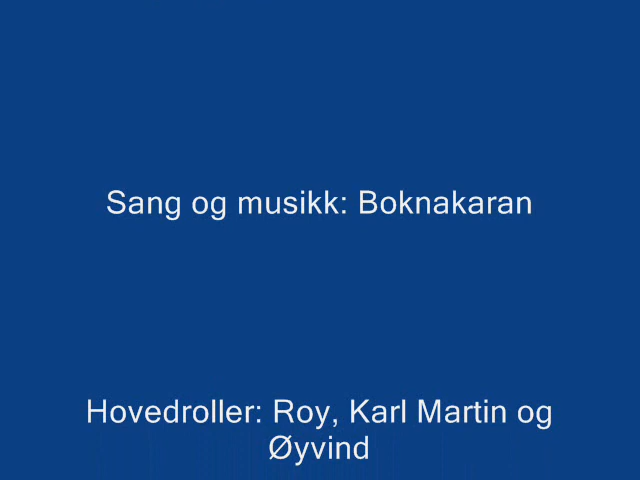 Sang og musikk: Boknakaran
Hovedroller: Roy, Karl Martin og
Øyvind